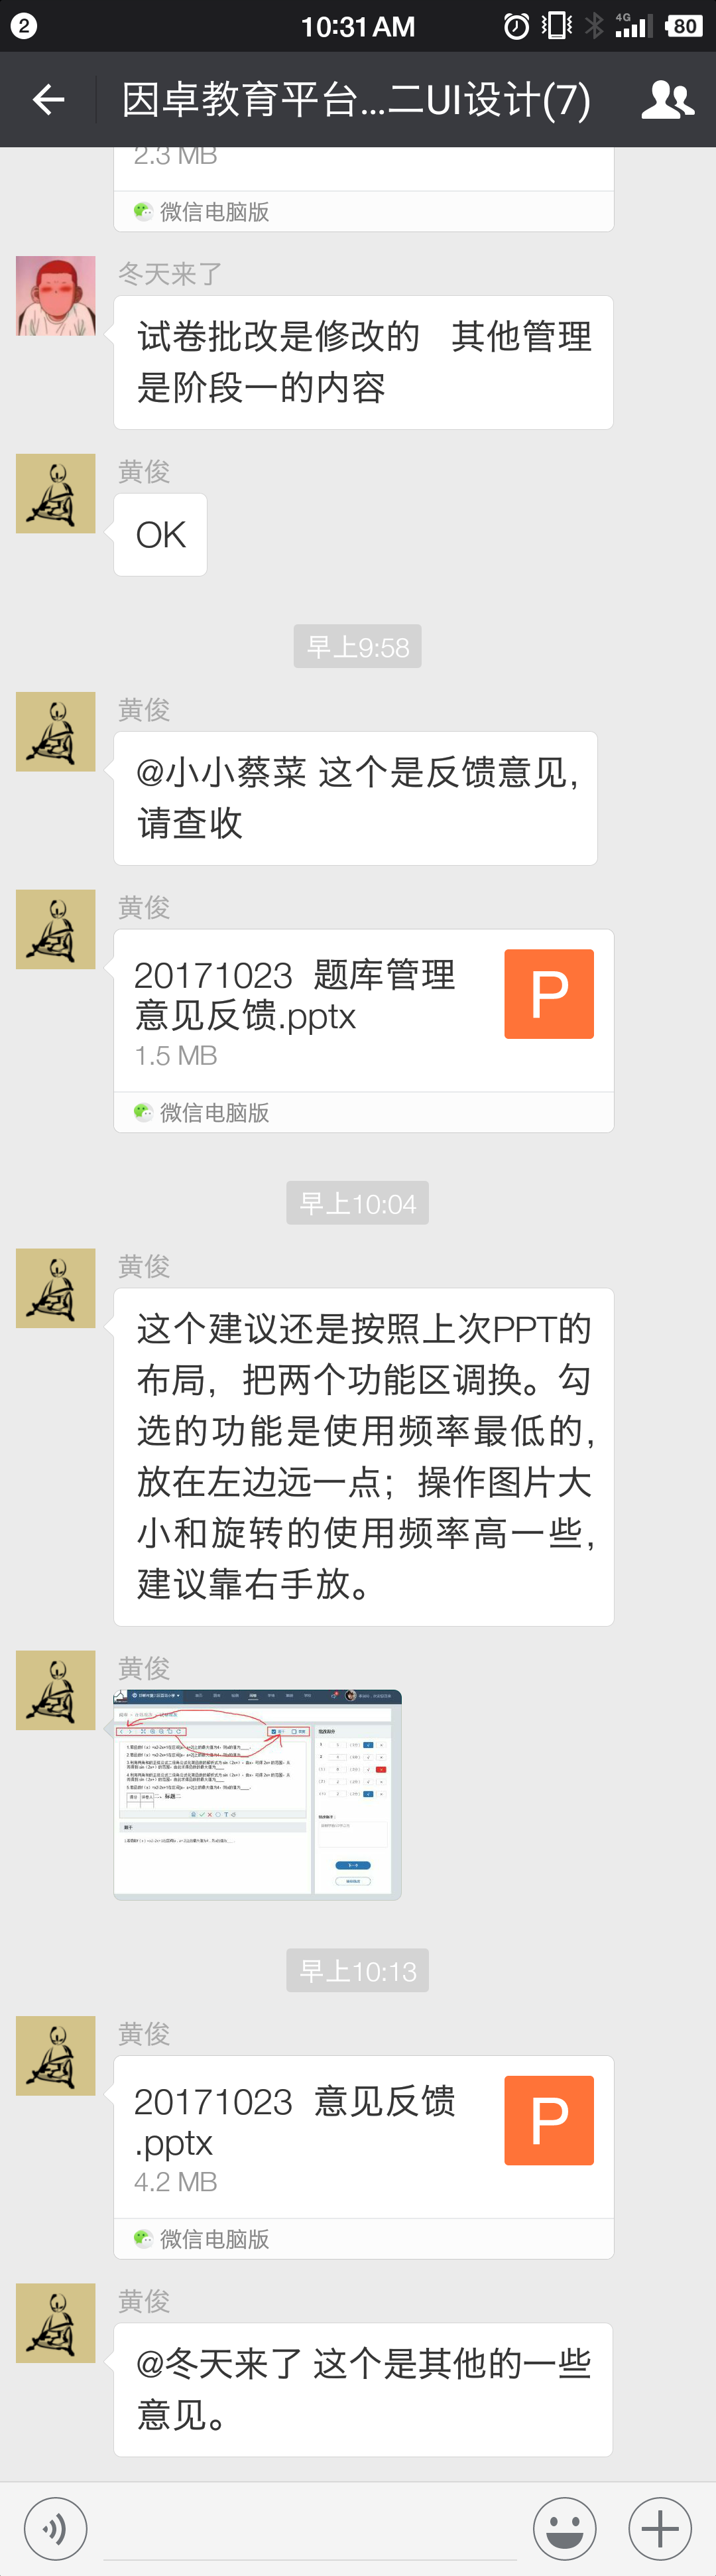 2
10:31 AM
4G
80
因卓教育平台...二UI设计(7)
2.3 MB
微信电脑版
冬天来了
试卷批改是修改的 其他管理
是阶段一的内容
黄俊
OK
早上9:58
黄俊
@小小蔡菜 这个是反馈意见,
请查收
黄俊
20171023 题库管理
意见反馈.pptx
P
1.5 MB
微信电脑版
早上10:04
黄俊
这个建议还是按照上次PPT的
布局，把两个功能区调换。勾
选的功能是使用频率最低的,
放在左边远一点；操作图片大
小和旋转的使用频率高一些,
建议靠右手放。
黄俊
早上10:13
黄俊
20171023 意见反馈
.pptx
P
4.2 MB
微信电脑版
黄俊
@冬天来了 这个是其他的一些
意见。